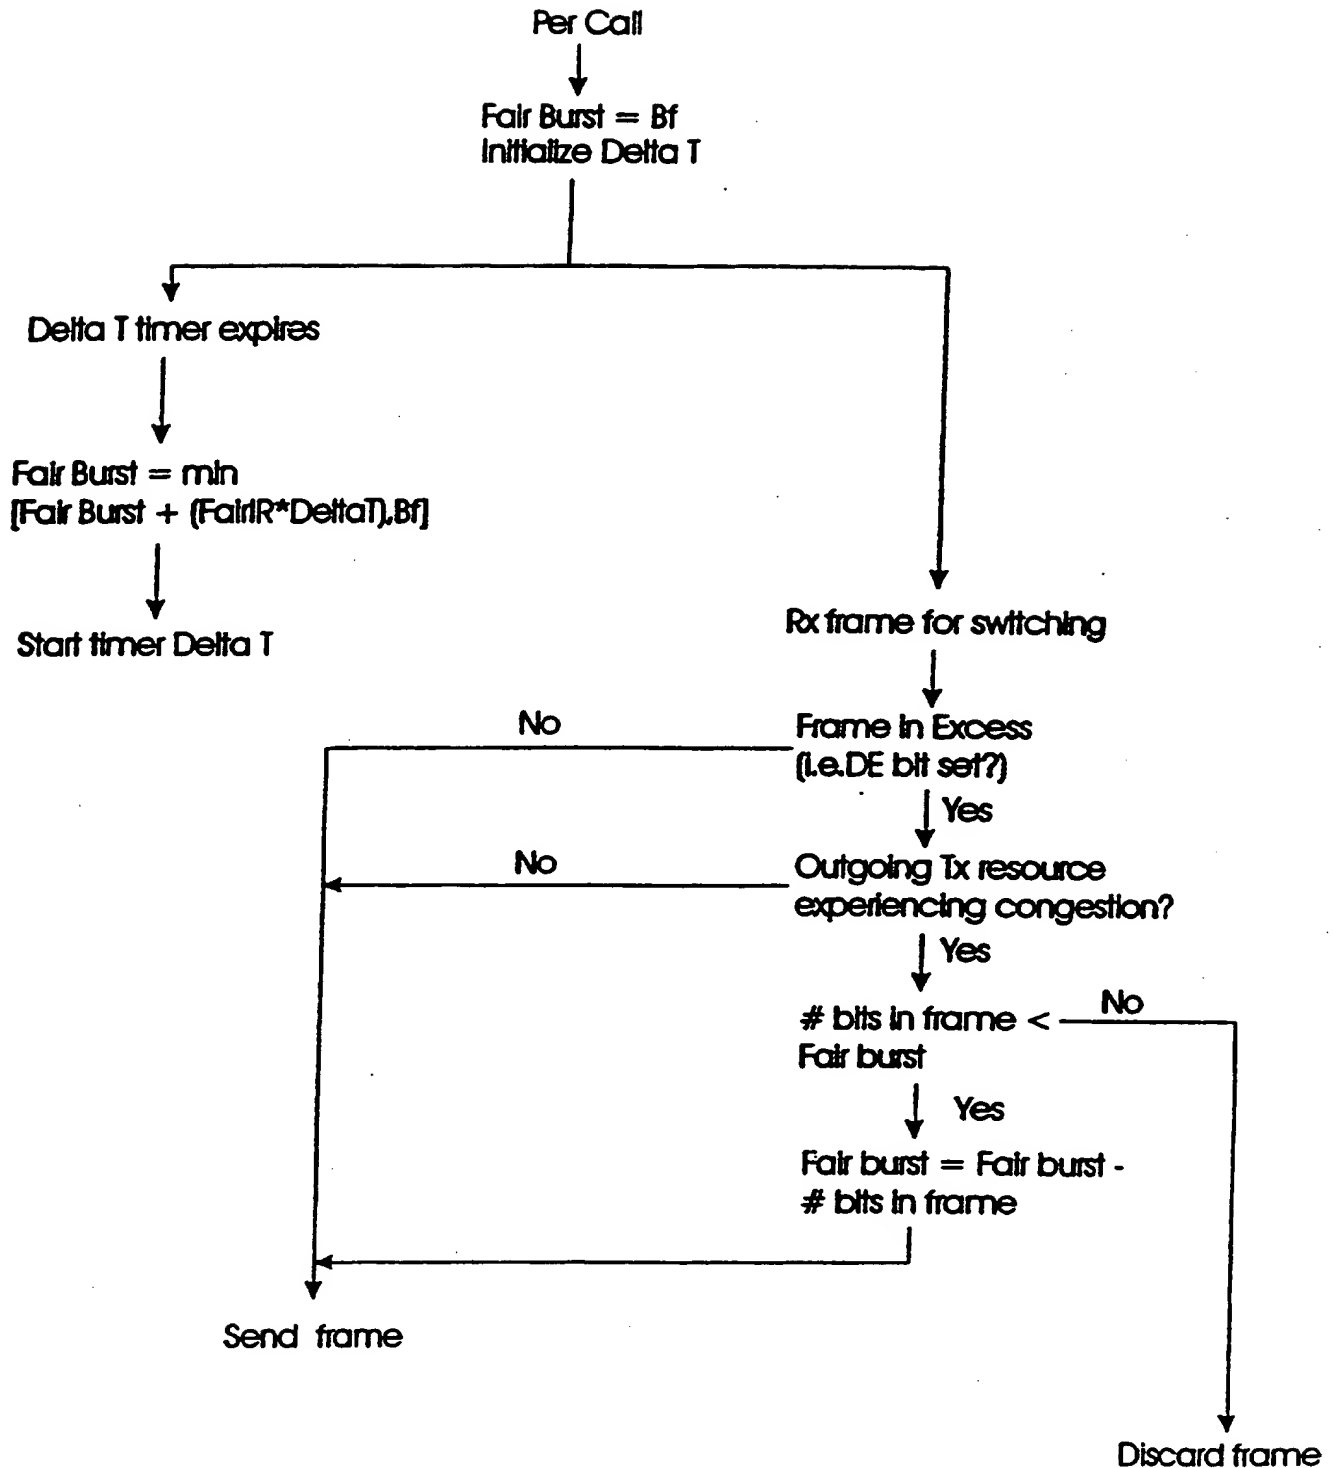 Per Call
Fair Burst = Bf
Initialize Delta T
Delta T timer expires
Fair Burst = min
[Fair Burst + (FairIR*DeltaT),Bf]
Start timer Delta T
Rx frame for switching
No
Frame in Excess
(i.e.DE bit set?)
Yes
No
Outgoing Tx resource
experiencing congestion?
Yes
# bits in frame <
No
Fair burst
Yes
Fair burst = Fair burst -
# bits in frame
Send frame
Discard frame